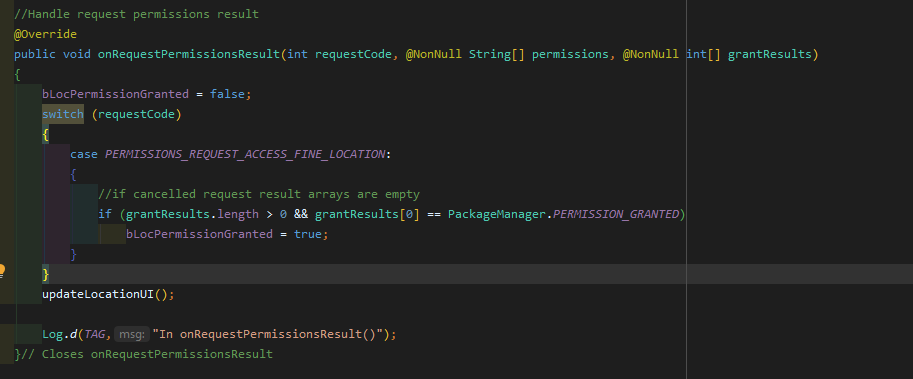 //Handle request permissions result
@Override
public void onRequestPermissionsResult(int requestCode, @NonNull String[] permissions, @NonNull int[] grantResults)
{
    bLocPermissionGranted = false;
    switch (requestCode)
    {
        case PERMISSIONS_REQUEST_ACCESS_FINE_LOCATION:
        {
            //if cancelled request result arrays are empty
            if (grantResults.length > 0 && grantResults[0] == PackageManager.PERMISSION_GRANTED)
                bLocPermissionGranted = true;
        }
    }
    updateLocationUI();
    Log.d(TAG, msg: "In onRequestPermissionsResult()");
}// Closes onRequestPermissionsResult